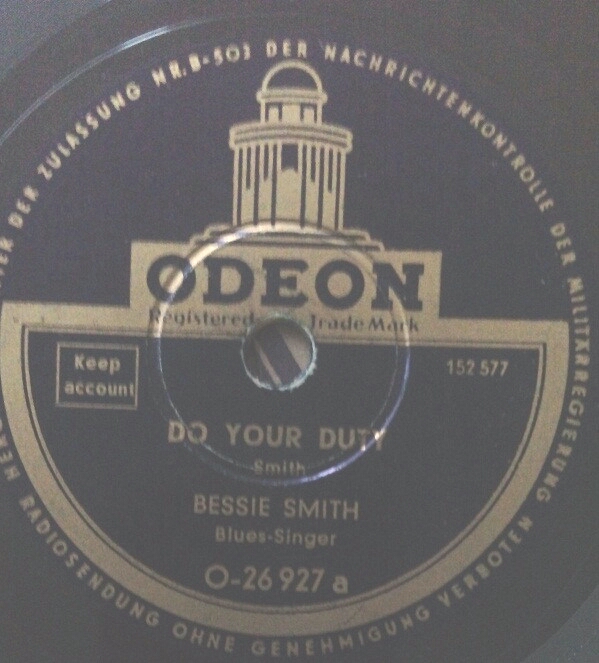 DER ZULASSUNG NR. B-503 DER NACHRICHTENKONTROLLE DER MILITÄRREGIERUNG
RADIOSENDUNG OHNE GENEHMIGUNG VERBOTEN
ODEON
Registered Trade Mark
Keep
account
152 577
DO YOUR DUTY
Smith
BESSIE SMITH
Blues-Singer
O-26 927 a